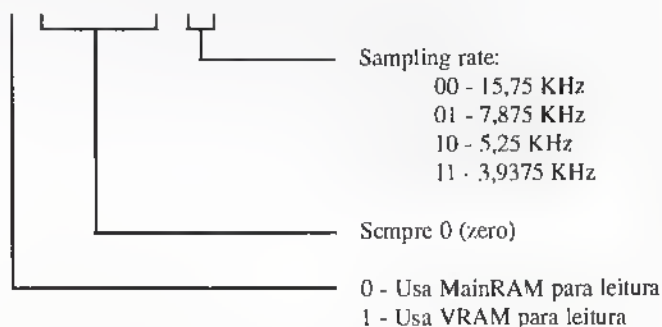 Sampling rate:
00 - 15,75 KHz
01 - 7,875 KHz
10 - 5,25 KHz
11 - 3,9375 KHz
Sempre 0 (zero)
0 - Usa MainRAM para leitura
1 - Usa VRAM para leitura